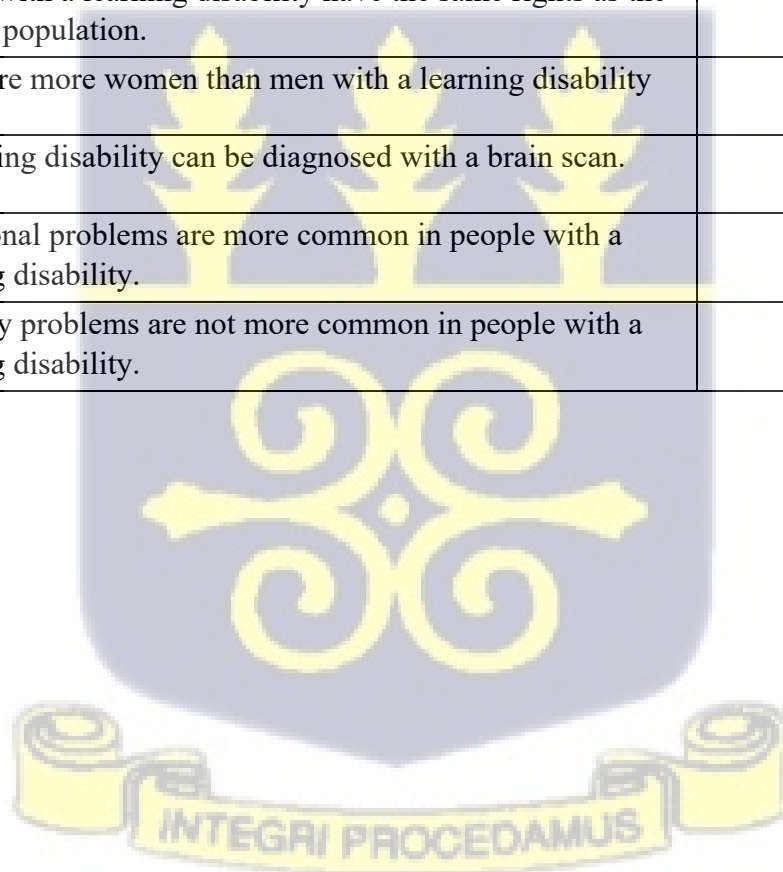 population.
re more women than men with a learning disability
ing disability can be diagnosed with a brain scan.
onal problems are more common in people with a
g disability.
y problems are not more common in people with a
g disability.
INTEGRI PROCEDAMUS